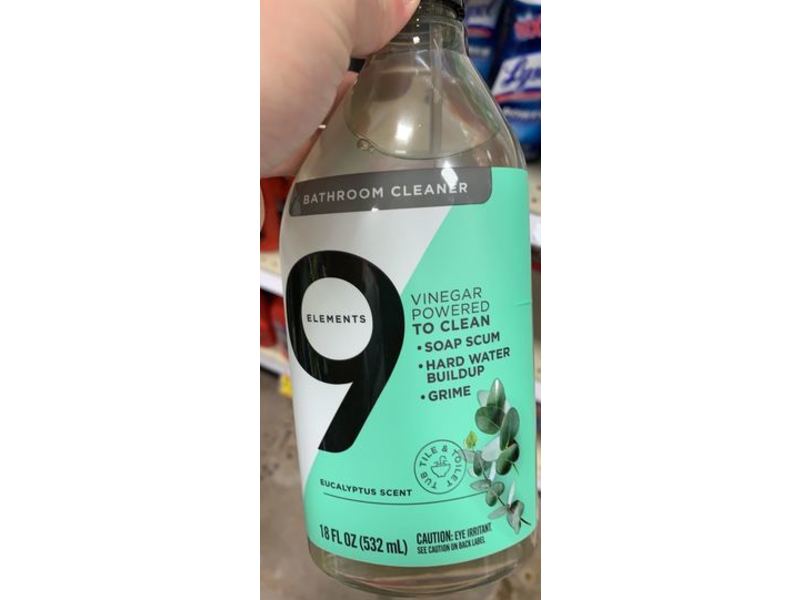 Lysol
BATHROOM CLEANER
9
ELEMENTS
VINEGAR
POWERED
TO CLEAN
• SOAP SCUM
• HARD WATER
BUILDUP
• GRIME
TUB TILE & TOILET
EUCALYPTUS SCENT
18 FL OZ (532 mL)
CAUTION: EYE IRRITANT.
SEE CAUTION ON BACK LABEL